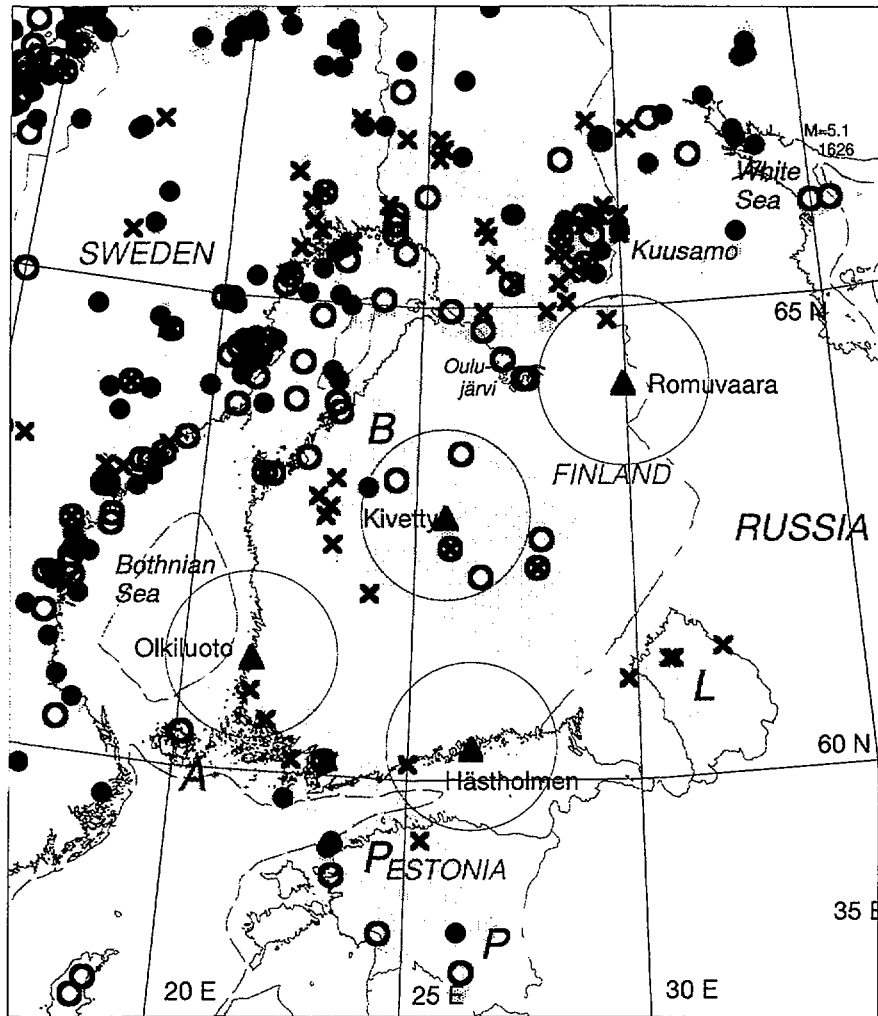 M=5.1
1626
White
Sea
SWEDEN
Kuusamo
65 N
Oulu-
järvi
Romuvaara
B
FINLAND
Kivetty
RUSSIA
Bothnian
Sea
Olkiluoto
L
60 N
A
Hästholmen
P
ESTONIA
35 E
P
20 E
25 E
30 E